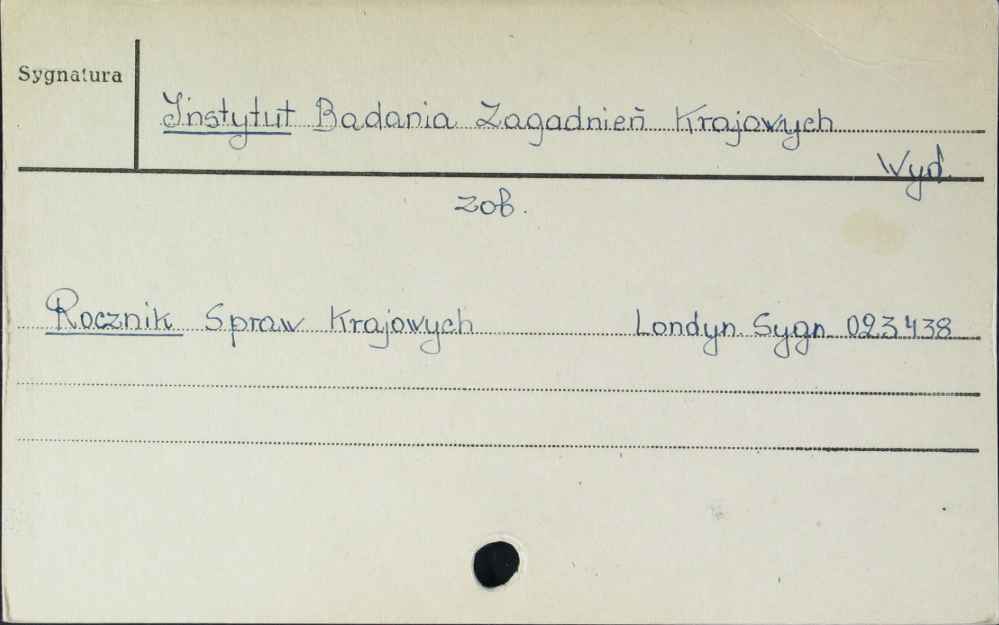 Sygnatura
Instytut Badania Zagadnień Krajowych
Wyd.
zob.
Rocznik Spraw Krajowych Londyn Sygn. 023438